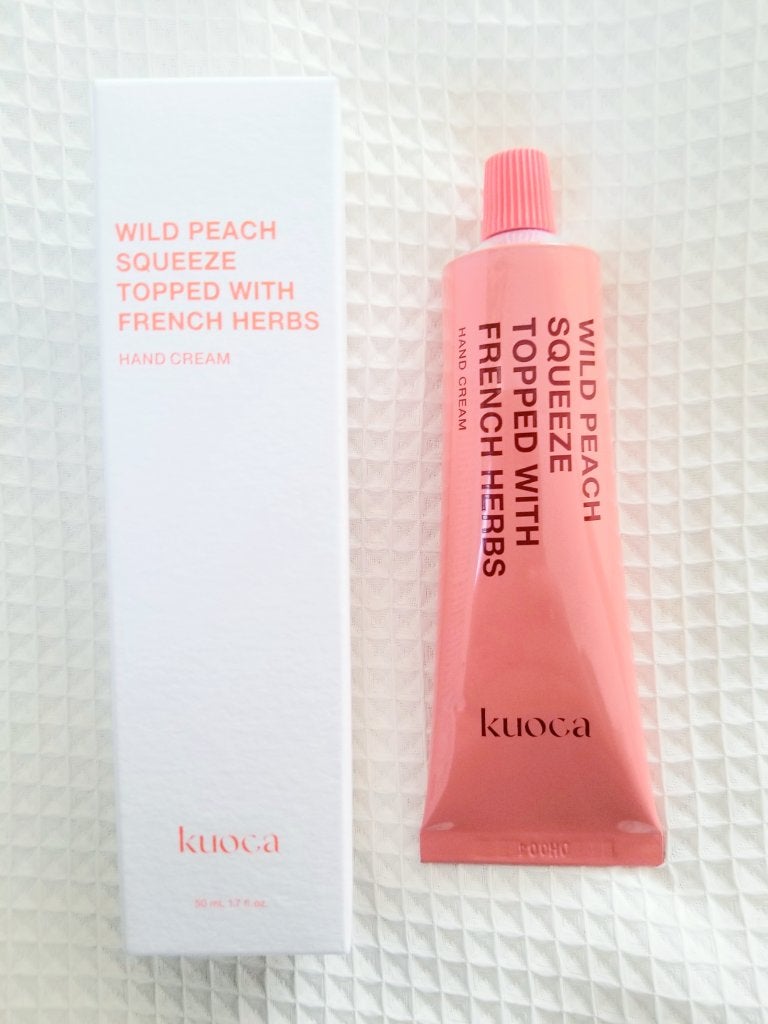 WILD PEACH
SQUEEZE
TOPPED WITH
FRENCH HERBS
HAND CREAM
kuoca
50 mL 1.7 fl oz.
WILD PEACH
SQUEEZE
TOPPED WITH
FRENCH HERBS
HAND CREAM
kuoca